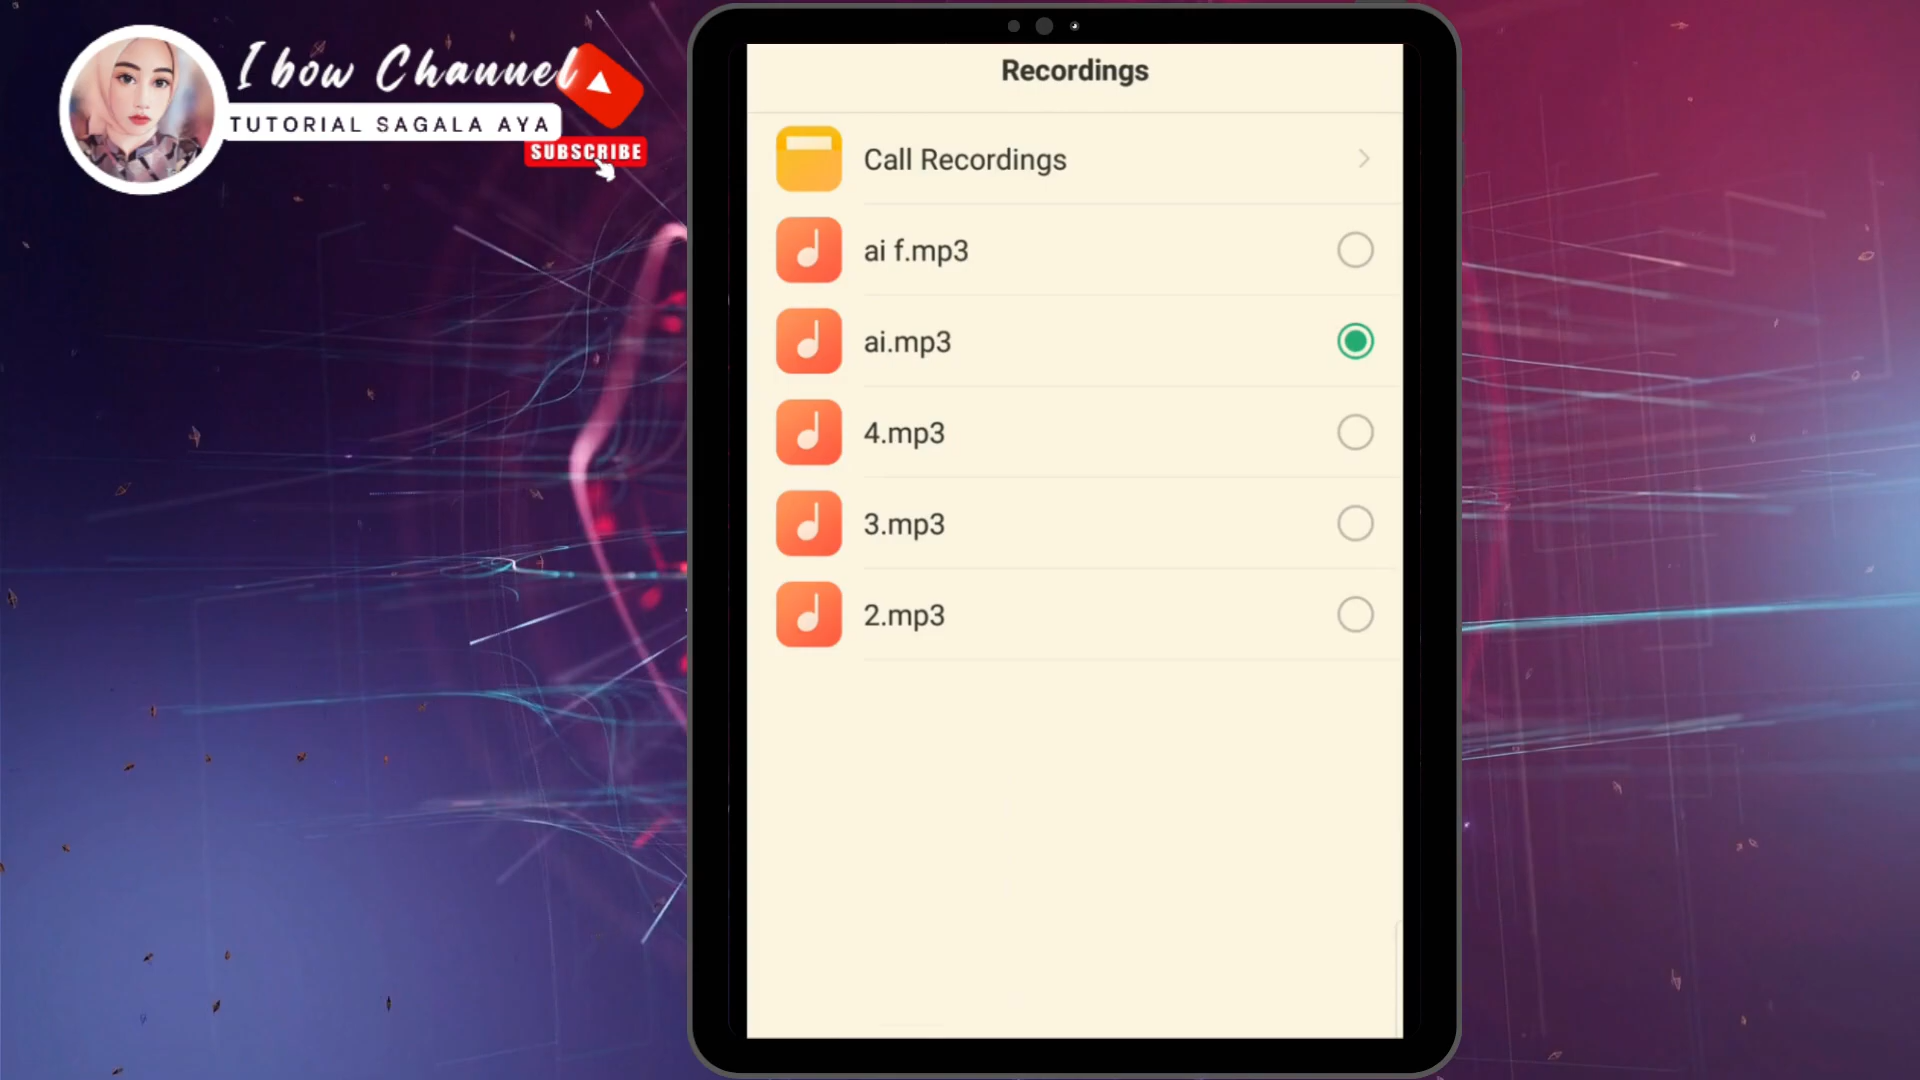 I bow Channel
TUTORIAL SAGALA AYA
SUBSCRIBE
Recordings
Call Recordings
ai f.mp3
ai.mp3
4.mp3
3.mp3
2.mp3